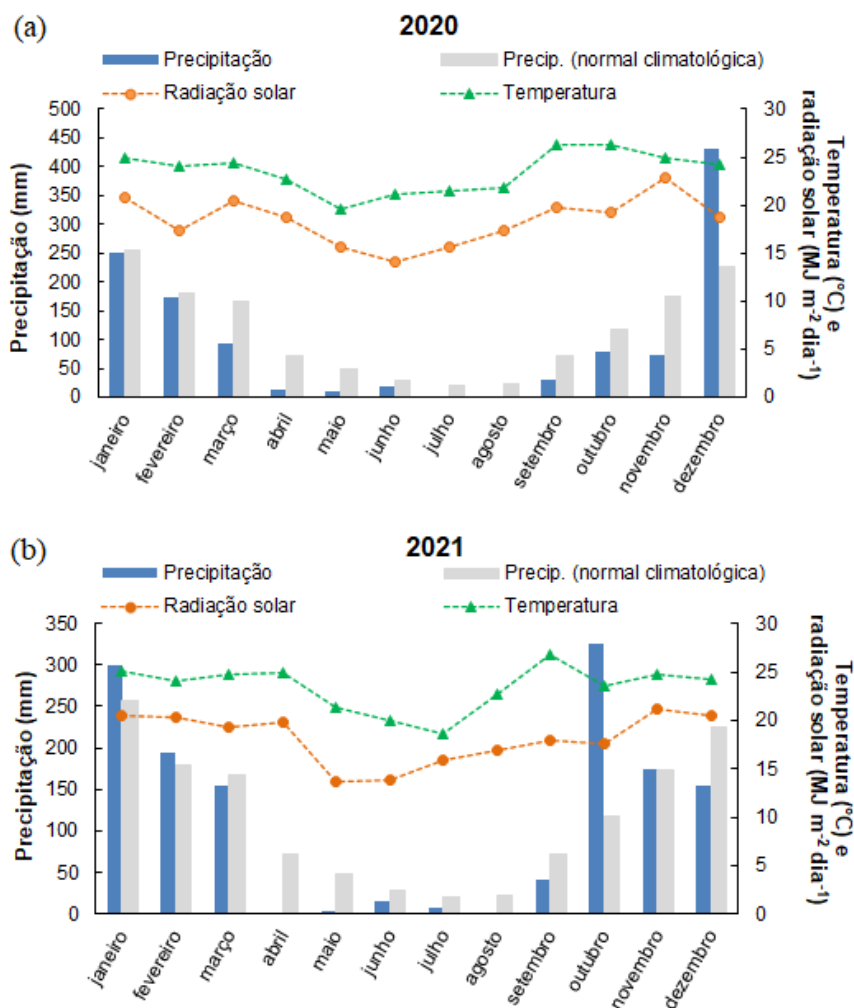 (a)
2020
Precipitação
Precip. (normal climatológica)
Radiação solar
Temperatura
Precipitação (mm)
500
450
400
350
300
250
200
150
100
50
0
30
25
20
15
10
5
0
Temperatura (°C) e
radiação solar (MJ m⁻² dia⁻¹)
janeiro
fevereiro
março
abril
maio
junho
julho
agosto
setembro
outubro
novembro
dezembro
(b)
2021
Precipitação
Precip. (normal climatológica)
Radiação solar
Temperatura
Precipitação (mm)
350
300
250
200
150
100
50
0
30
25
20
15
10
5
0
Temperatura (°C) e
radiação solar (MJ m⁻² dia⁻¹)
janeiro
fevereiro
março
abril
maio
junho
julho
agosto
setembro
outubro
novembro
dezembro